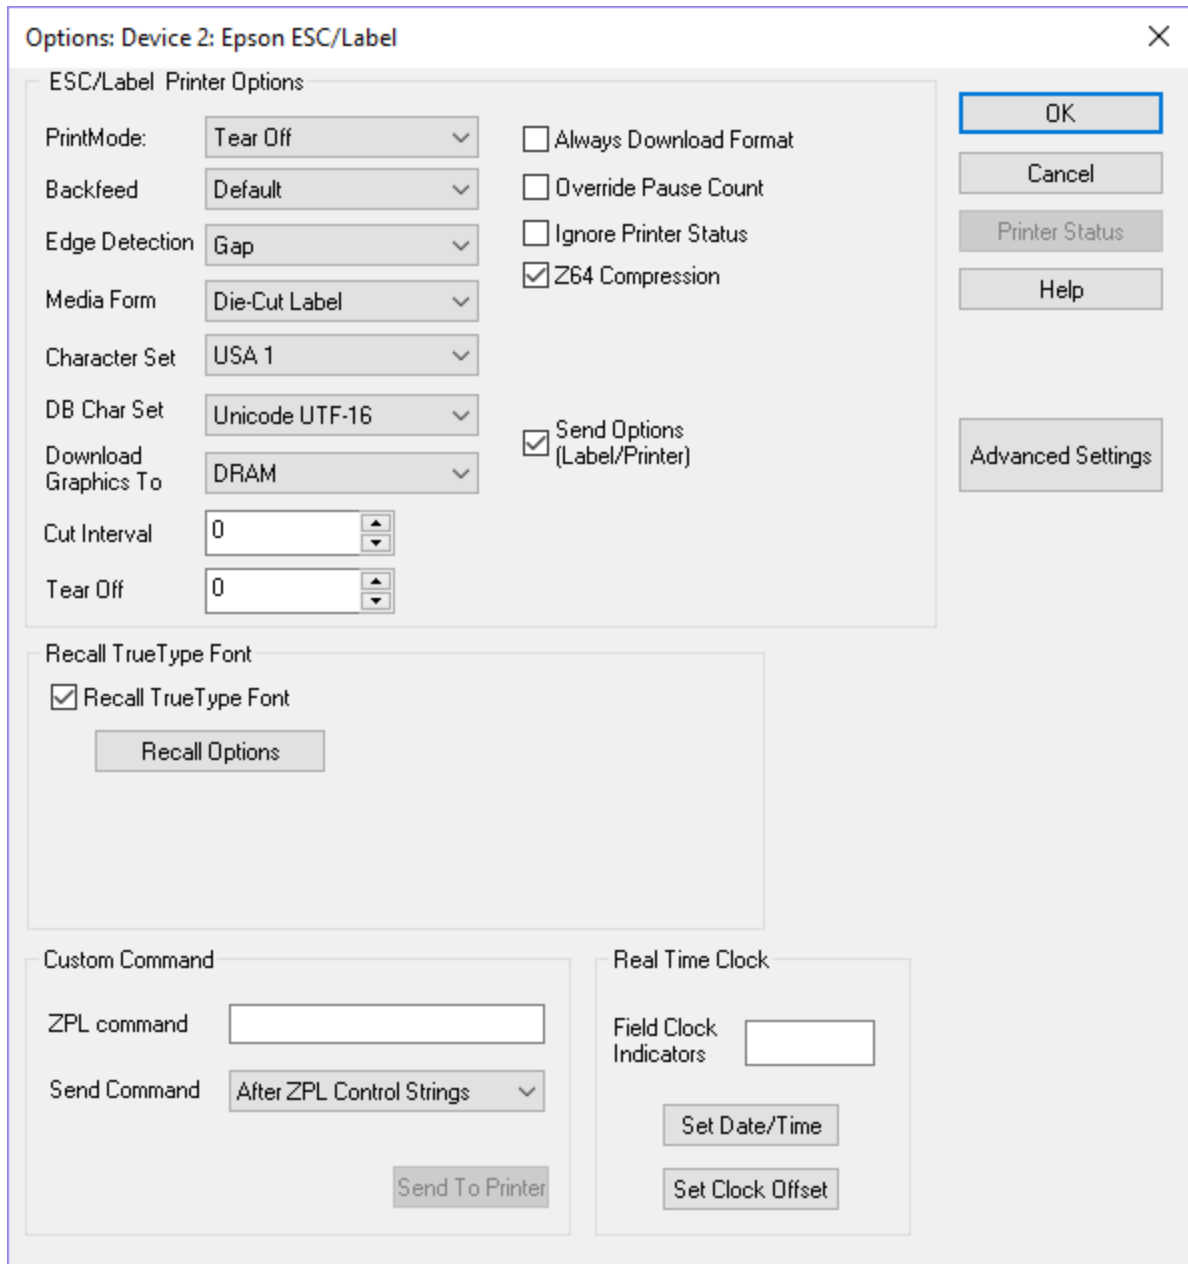 Options: Device 2: Epson ESC/Label
ESC/Label Printer Options
PrintMode:
Tear Off
Backfeed
Default
Edge Detection
Gap
Media Form
Die-Cut Label
Character Set
USA 1
DB Char Set
Unicode UTF-16
Download
Graphics To
DRAM
Cut Interval
0
Tear Off
0
Always Download Format
Override Pause Count
Ignore Printer Status
Z64 Compression
Send Options
(Label/Printer)
OK
Cancel
Printer Status
Help
Advanced Settings
Recall TrueType Font
Recall TrueType Font
Recall Options
Custom Command
ZPL command
Send Command
After ZPL Control Strings
Send To Printer
Real Time Clock
Field Clock
Indicators
Set Date/Time
Set Clock Offset